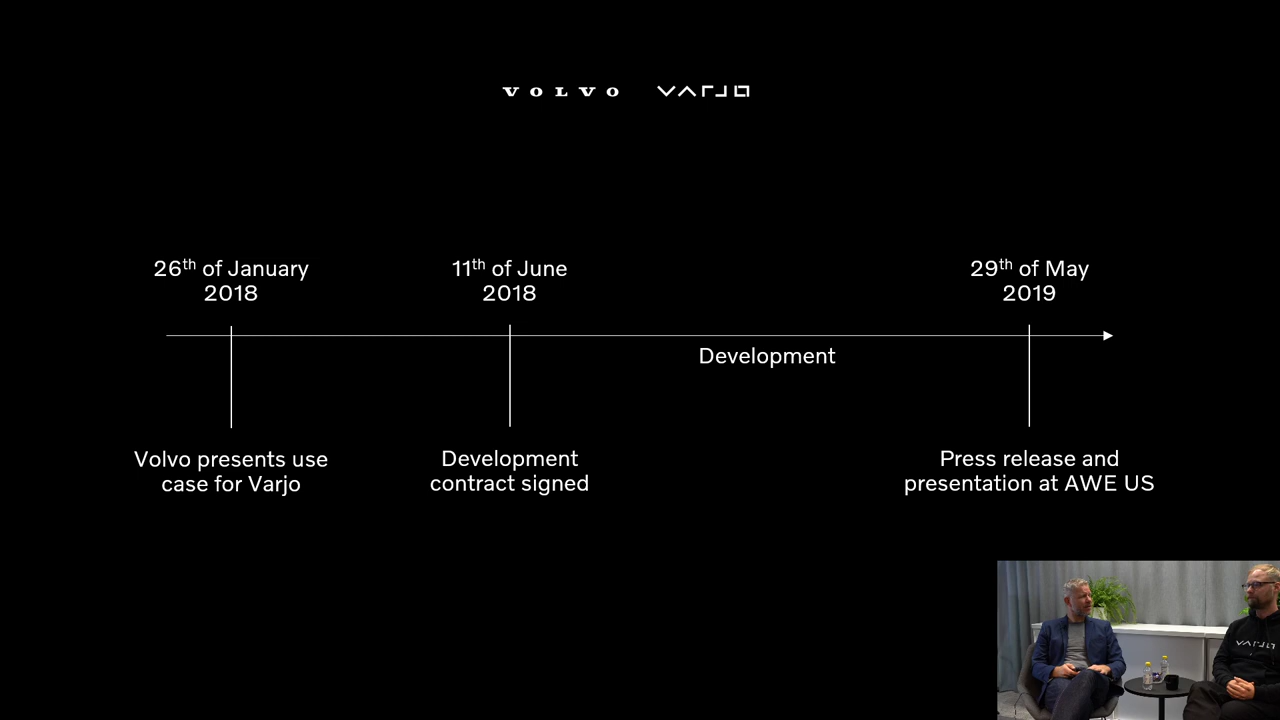 VOLVO VARJO
26th of January
2018
11th of June
2018
29th of May
2019
Development
Volvo presents use
case for Varjo
Development
contract signed
Press release and
presentation at AWE US
VARJO